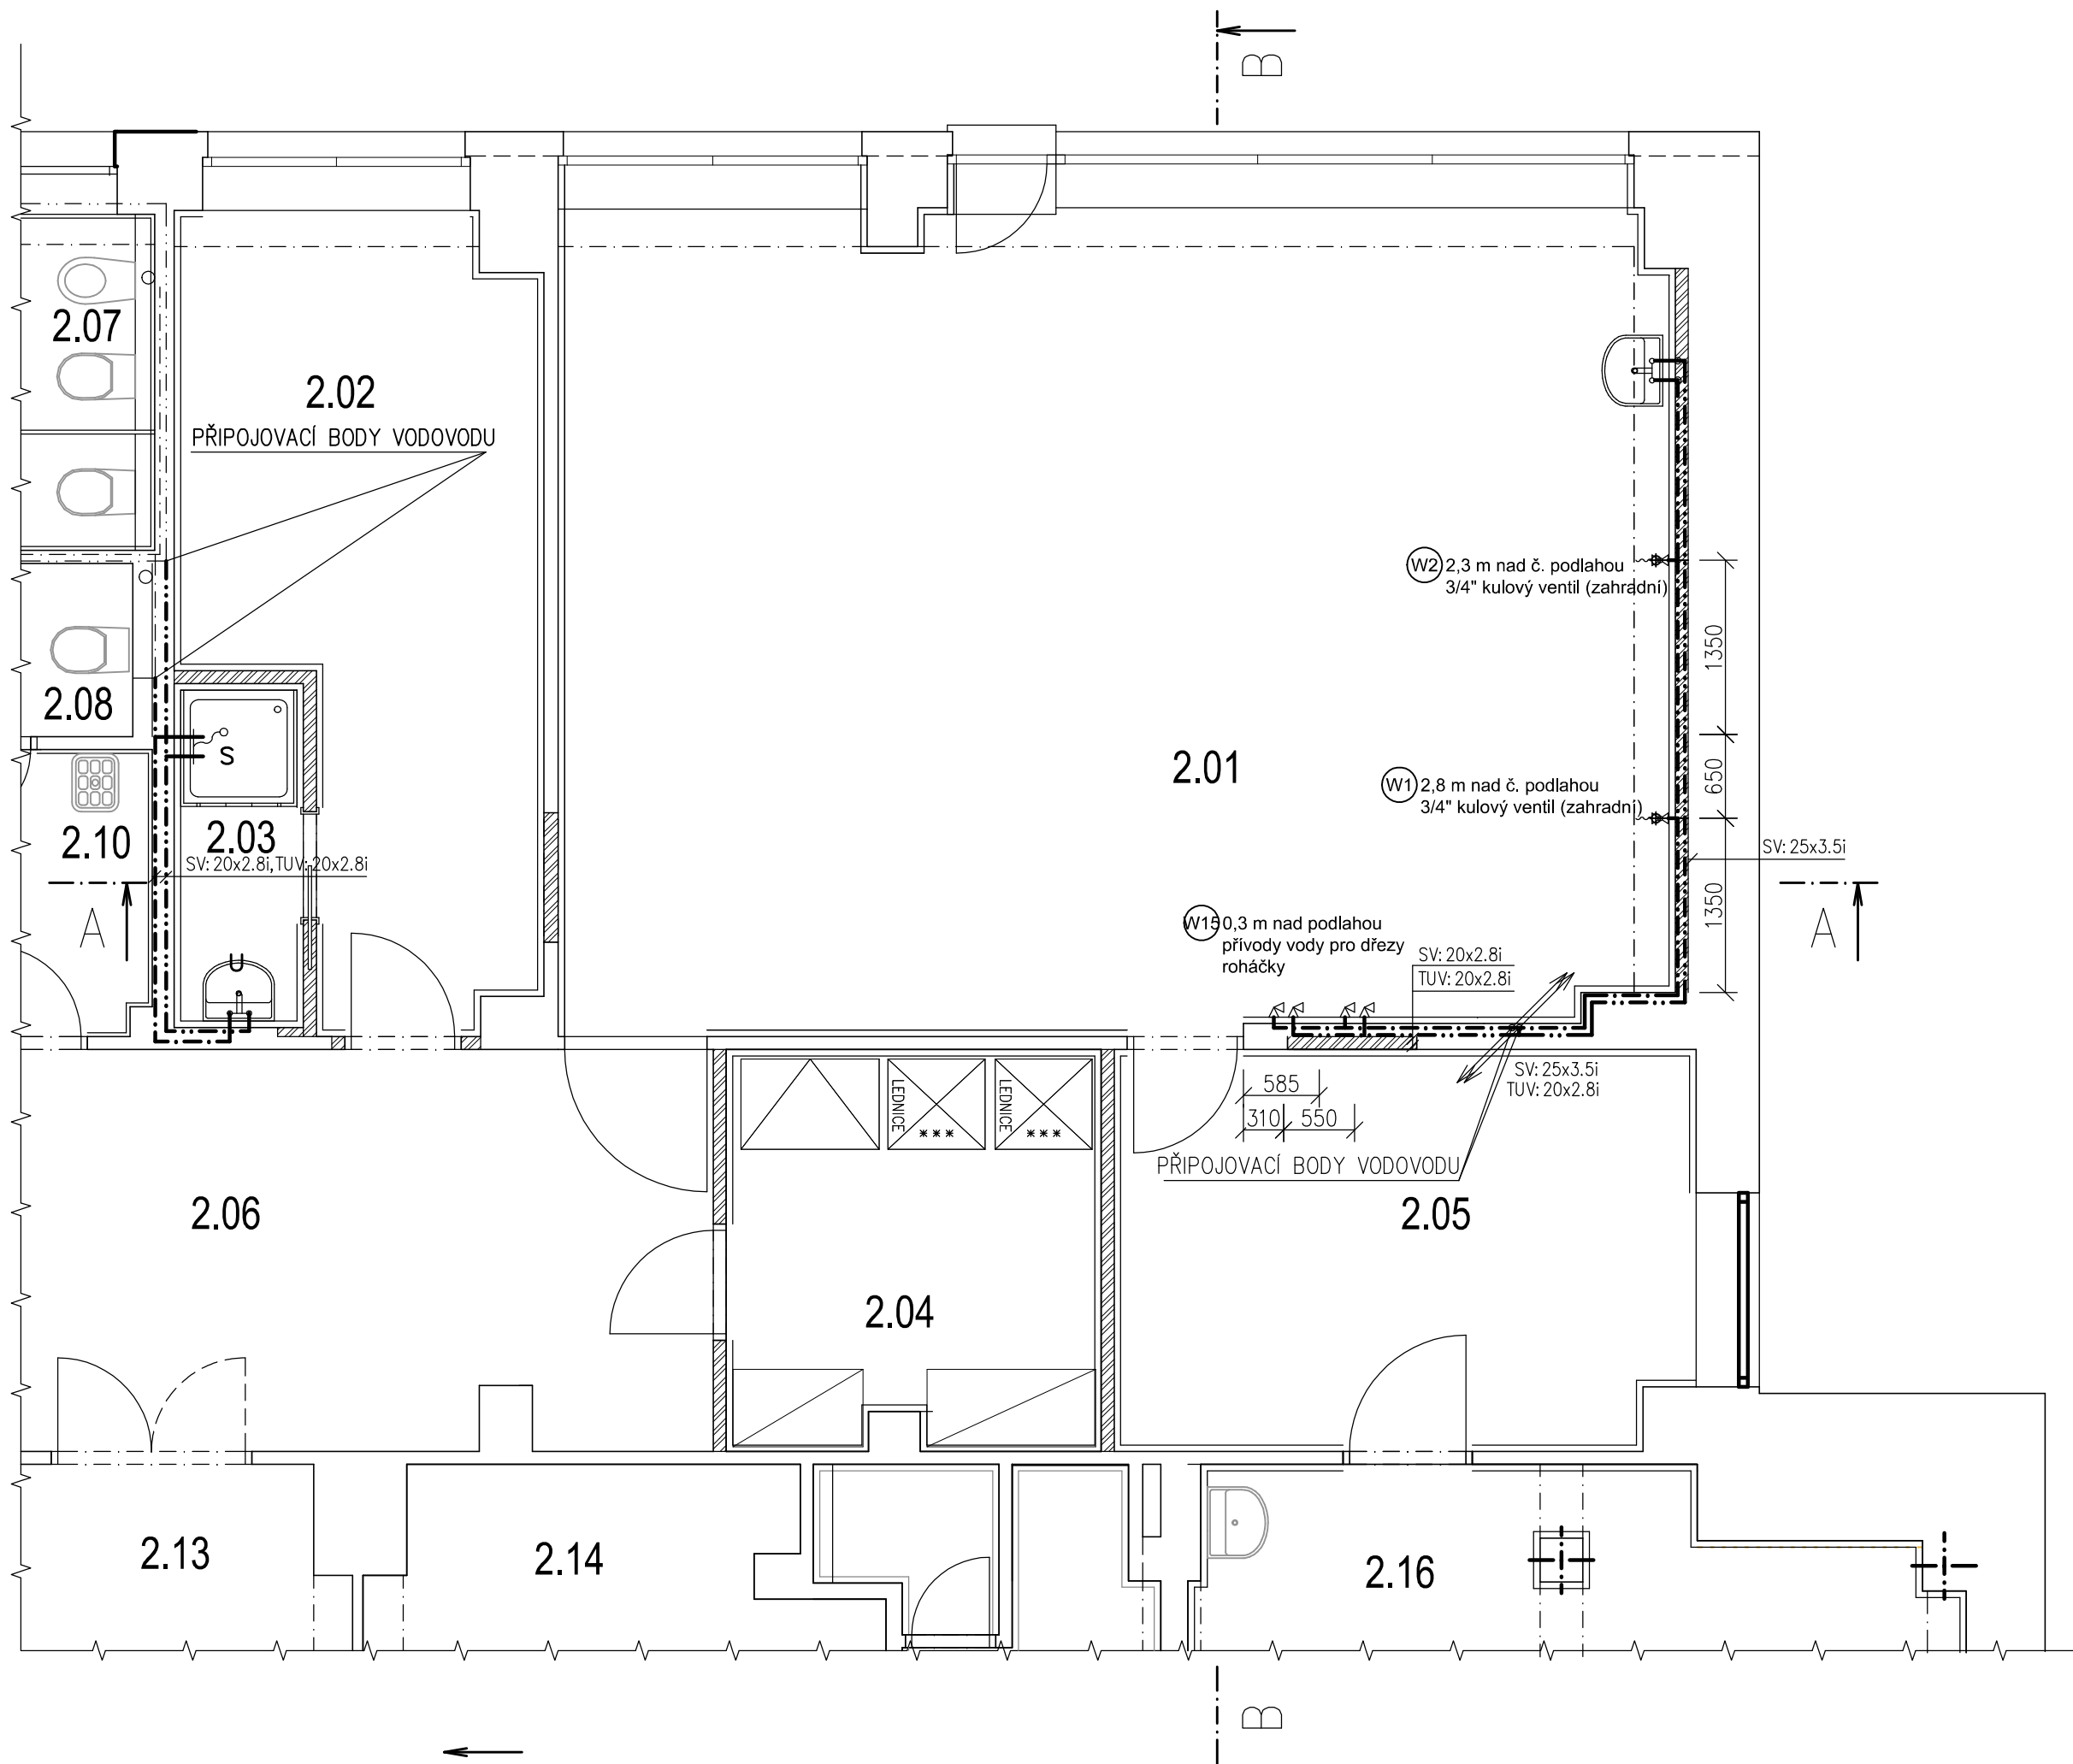 B
2.07
2.02
PŘIPOJOVACÍ BODY VODOVODU
W2 2,3 m nad č. podlahou
3/4" kulový ventil (zahradní)
1350
2.08
S
2.01
650
W1 2,8 m nad č. podlahou
3/4" kulový ventil (zahradní)
2.10
2.03
SV: 20x2.8i, TUV: 20x2.8i
SV: 25x3.5i
1350
A
A
U
W15 0,3 m nad podlahou
přívody vody pro dřezy
roháčky
SV: 20x2.8i
TUV: 20x2.8i
SV: 25x3.5i
TUV: 20x2.8i
LEDNICE
***
LEDNICE
***
585
310 550
PŘIPOJOVACÍ BODY VODOVODU
2.06
2.05
2.04
2.13
2.14
2.16
B